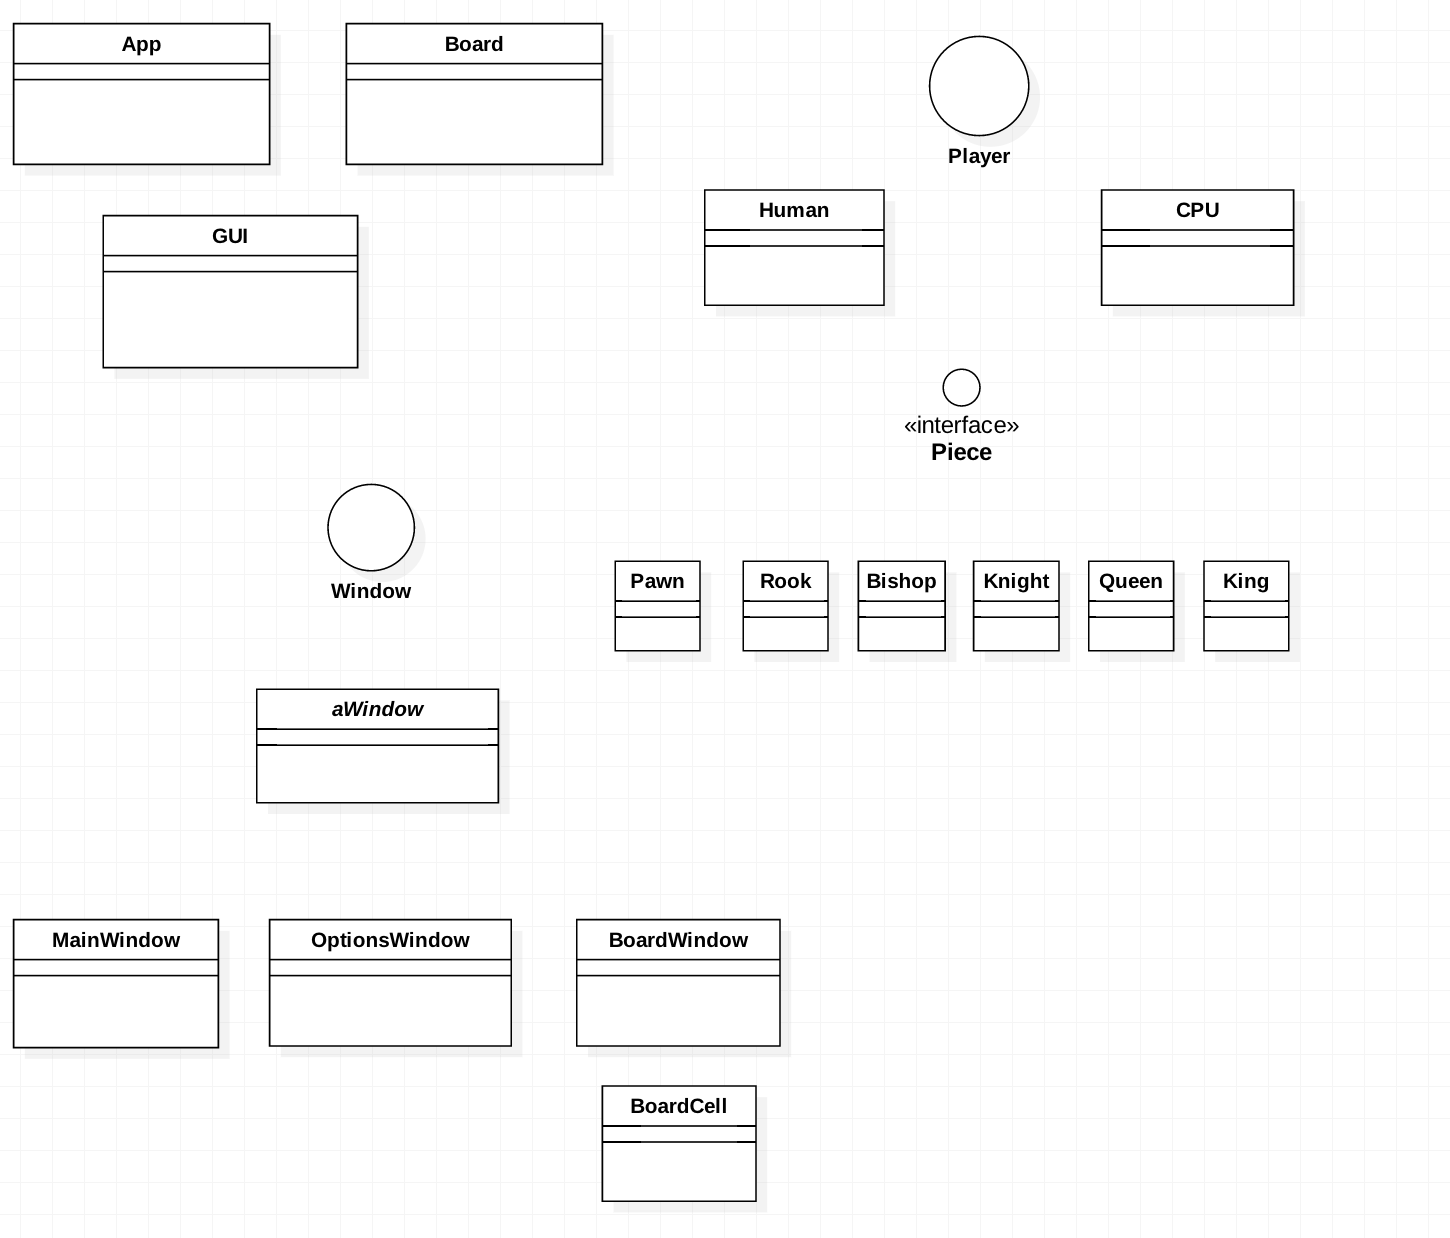 App
Board
Player
Human
CPU
GUI
«interface»
Piece
Window
Pawn
Rook
Bishop
Knight
Queen
King
aWindow
MainWindow
OptionsWindow
BoardWindow
BoardCell